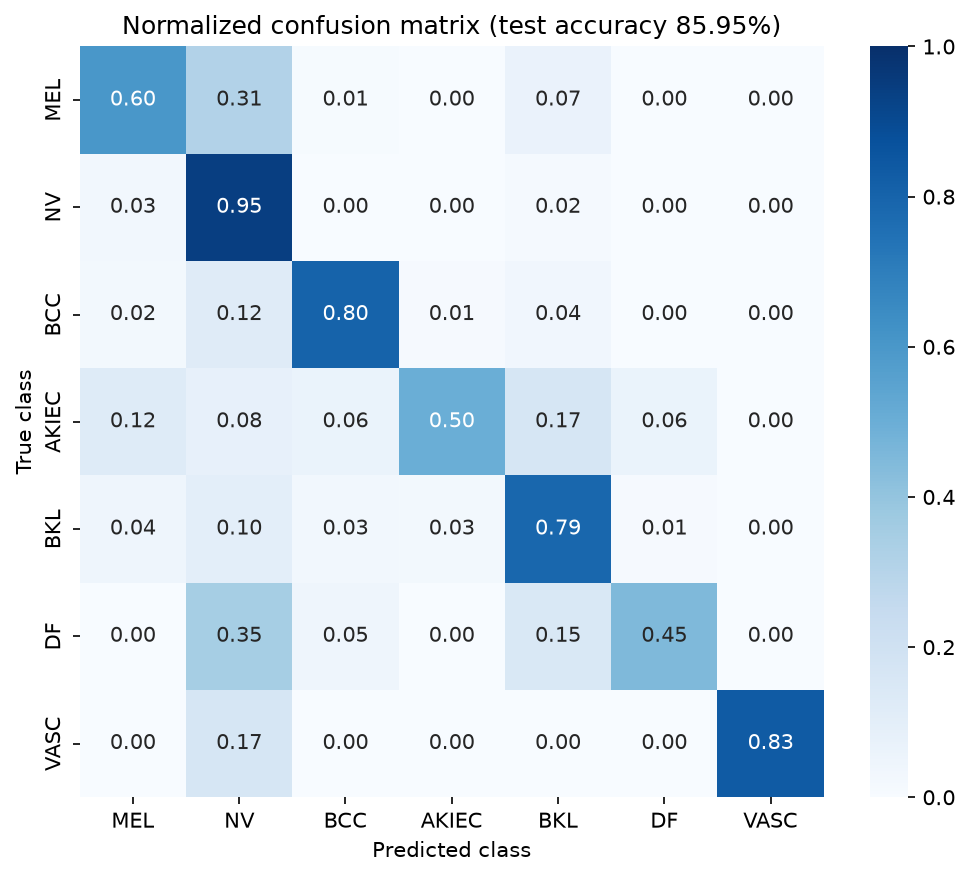 Normalized confusion matrix (test accuracy 85.95%)
True class
MEL 0.60 0.31 0.01 0.00 0.07 0.00 0.00
NV 0.03 0.95 0.00 0.00 0.02 0.00 0.00
BCC 0.02 0.12 0.80 0.01 0.04 0.00 0.00
AKIEC 0.12 0.08 0.06 0.50 0.17 0.06 0.00
BKL 0.04 0.10 0.03 0.03 0.79 0.01 0.00
DF 0.00 0.35 0.05 0.00 0.15 0.45 0.00
VASC 0.00 0.17 0.00 0.00 0.00 0.00 0.83
MEL NV BCC AKIEC BKL DF VASC
Predicted class
1.0
0.8
0.6
0.4
0.2
0.0